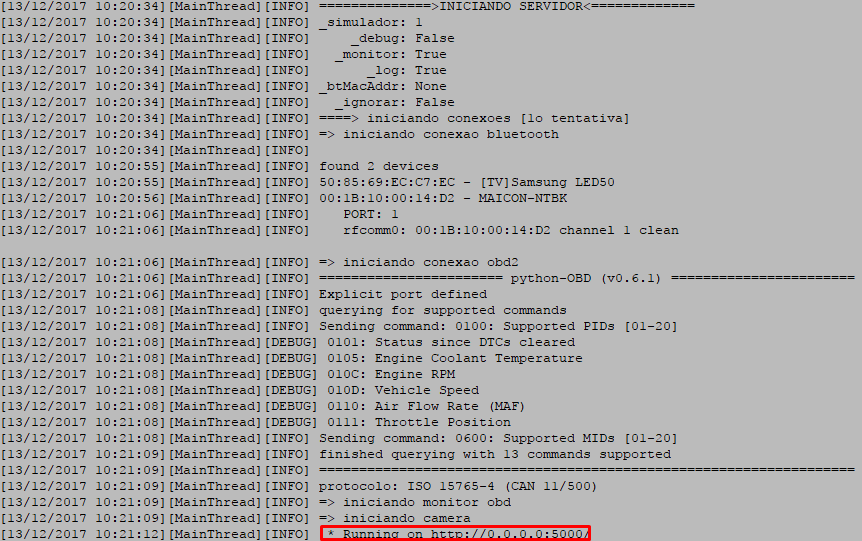 [13/12/2017 10:20:34][MainThread][INFO] ==============>INICIANDO SERVIDOR<=============
[13/12/2017 10:20:34][MainThread][INFO] _simulador: 1
[13/12/2017 10:20:34][MainThread][INFO]     _debug: False
[13/12/2017 10:20:34][MainThread][INFO]   _monitor: True
[13/12/2017 10:20:34][MainThread][INFO]       _log: True
[13/12/2017 10:20:34][MainThread][INFO] _btMacAddr: None
[13/12/2017 10:20:34][MainThread][INFO]   _ignorar: False
[13/12/2017 10:20:34][MainThread][INFO] ====> iniciando conexoes [1o tentativa]
[13/12/2017 10:20:34][MainThread][INFO] => iniciando conexao bluetooth
[13/12/2017 10:20:34][MainThread][INFO]
[13/12/2017 10:20:55][MainThread][INFO] found 2 devices
[13/12/2017 10:20:55][MainThread][INFO] 50:85:69:EC:C7:EC - [TV]Samsung LED50
[13/12/2017 10:20:56][MainThread][INFO] 00:1B:10:00:14:D2 - MAICON-NTBK
[13/12/2017 10:21:06][MainThread][INFO]    PORT: 1
[13/12/2017 10:21:06][MainThread][INFO]    rfcomm0: 00:1B:10:00:14:D2 channel 1 clean
[13/12/2017 10:21:06][MainThread][INFO] => iniciando conexao obd2
[13/12/2017 10:21:06][MainThread][INFO] ======================= python-OBD (v0.6.1) =======================
[13/12/2017 10:21:06][MainThread][INFO] Explicit port defined
[13/12/2017 10:21:08][MainThread][INFO] querying for supported commands
[13/12/2017 10:21:08][MainThread][INFO] Sending command: 0100: Supported PIDs [01-20]
[13/12/2017 10:21:08][MainThread][DEBUG] 0101: Status since DTCs cleared
[13/12/2017 10:21:08][MainThread][DEBUG] 0105: Engine Coolant Temperature
[13/12/2017 10:21:08][MainThread][DEBUG] 010C: Engine RPM
[13/12/2017 10:21:08][MainThread][DEBUG] 010D: Vehicle Speed
[13/12/2017 10:21:08][MainThread][DEBUG] 0110: Air Flow Rate (MAF)
[13/12/2017 10:21:08][MainThread][DEBUG] 0111: Throttle Position
[13/12/2017 10:21:08][MainThread][INFO] Sending command: 0600: Supported MIDs [01-20]
[13/12/2017 10:21:09][MainThread][INFO] finished querying with 13 commands supported
[13/12/2017 10:21:09][MainThread][INFO] ===================================================================
[13/12/2017 10:21:09][MainThread][INFO] protocolo: ISO 15765-4 (CAN 11/500)
[13/12/2017 10:21:09][MainThread][INFO] => iniciando monitor obd
[13/12/2017 10:21:09][MainThread][INFO] => iniciando camera
[13/12/2017 10:21:12][MainThread][INFO]  * Running on http://0.0.0.0:5000/